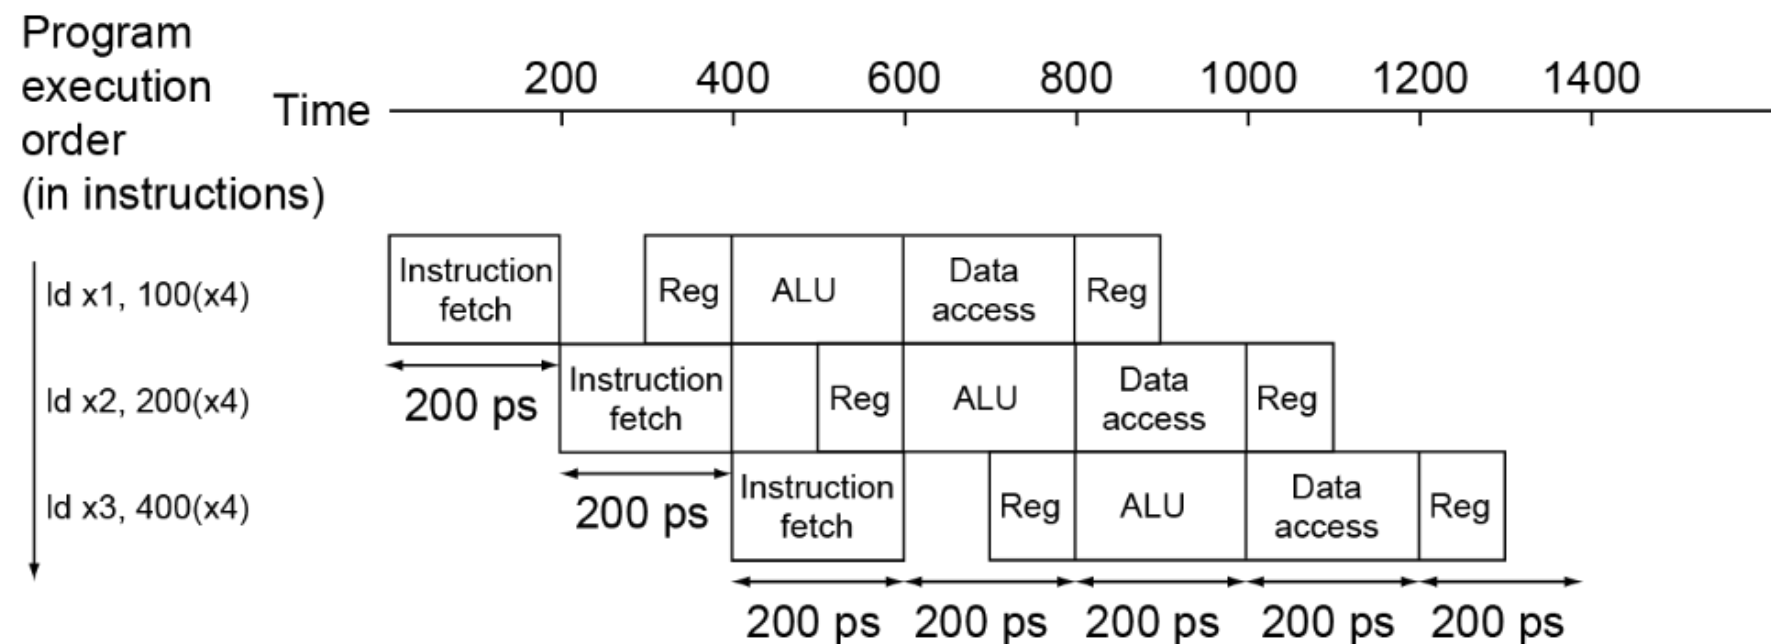 Program
execution
order
(in instructions)
Time
200 400 600 800 1000 1200 1400
ld x1, 100(x4)
Instruction
fetch
Reg
ALU
Data
access
Reg
200 ps
ld x2, 200(x4)
Instruction
fetch
Reg
ALU
Data
access
Reg
200 ps
ld x3, 400(x4)
Instruction
fetch
Reg
ALU
Data
access
Reg
200 ps 200 ps 200 ps 200 ps 200 ps